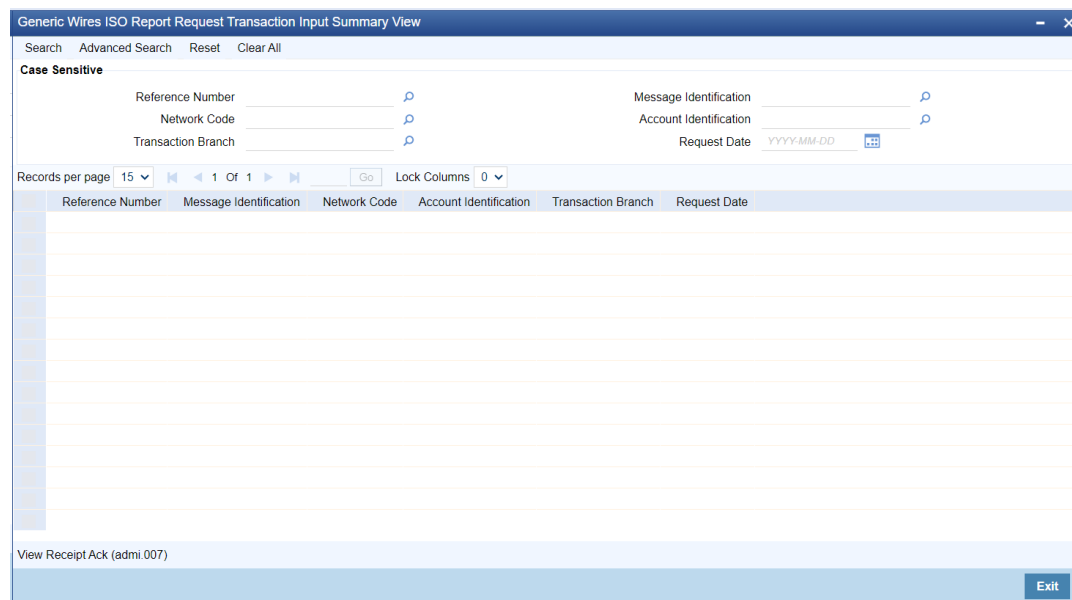 Generic Wires ISO Report Request Transaction Input Summary View
Search Advanced Search Reset Clear All
Case Sensitive
Reference Number Message Identification
Network Code Account Identification
Transaction Branch Request Date YYYY-MM-DD
Records per page 15 1 Of 1 Go Lock Columns 0
Reference Number Message Identification Network Code Account Identification Transaction Branch Request Date
View Receipt Ack (admi.007)
Exit